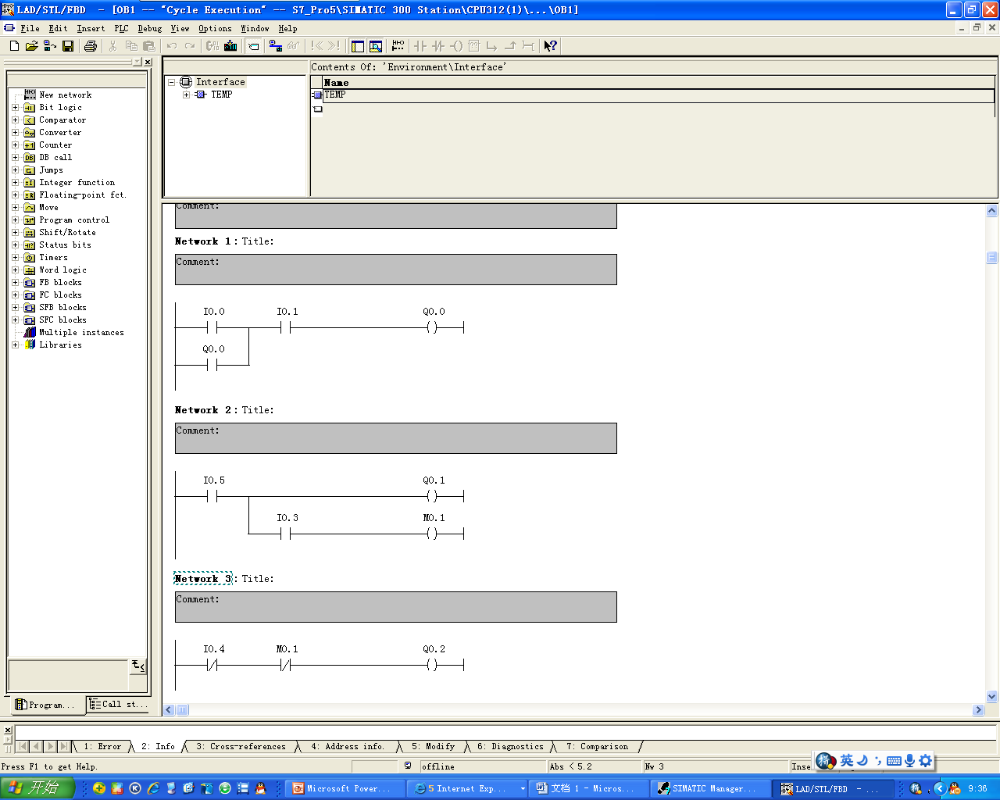 LAD/STL/FBD - [OB1 -- "Cycle Execution" -- S7_Pro5\SIMATIC 300 Station\CPU312(1)\...\OB1]
File Edit Insert PLC Debug View Options Window Help
Contents Of: 'Environment\Interface'
Interface
TEMP
Name
TEMP
New network
Bit logic
Comparator
Converter
Counter
DB call
Jumps
Integer function
Floating-point fct.
Move
Program control
Shift/Rotate
Status bits
Timers
Word logic
FB blocks
FC blocks
SFB blocks
SFC blocks
Multiple instances
Libraries
Program...
Call st...
Comment:
Network 1: Title:
Comment:
I0.0 I0.1 Q0.0
Q0.0
Network 2: Title:
Comment:
I0.5 Q0.1
I0.3 M0.1
Network 3: Title:
Comment:
I0.4 M0.1 Q0.2
1: Error 2: Info 3: Cross-references 4: Address info. 5: Modify 6: Diagnostics 7: Comparison
Press F1 to get Help.
offline Abs < 5.2 Nw 3 Inse
英
开始 Microsoft Power... 5 Internet Exp... 文档 1 - Micros... SIMATIC Manager... LAD/STL/FBD - ... 9:36